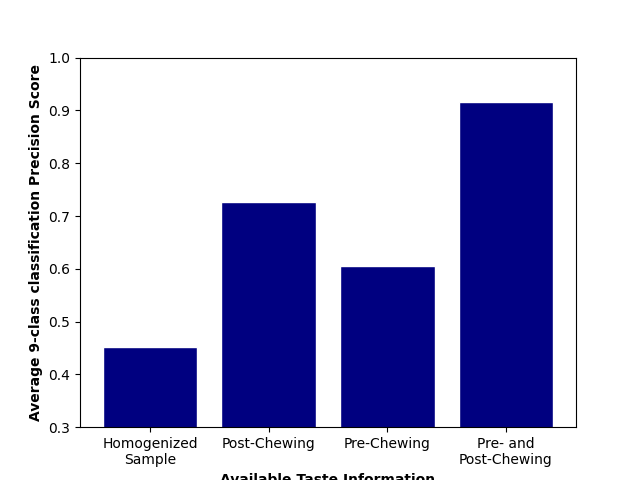 Average 9-class classification Precision Score
1.0
0.9
0.8
0.7
0.6
0.5
0.4
0.3
Homogenized
Sample
Post-Chewing
Pre-Chewing
Pre- and
Post-Chewing
Available Taste Information